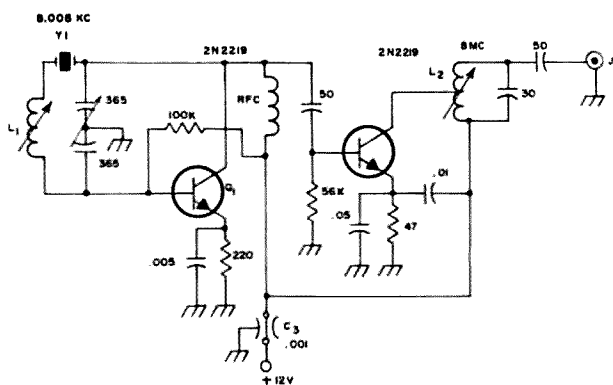 8.008 KC
Y1
2N2219
2N2219
8MC
50
L2
J
365
RFC
50
30
L1
100K
365
Q1
56K
.01
.05
47
.005
220
C3
.001
+12V